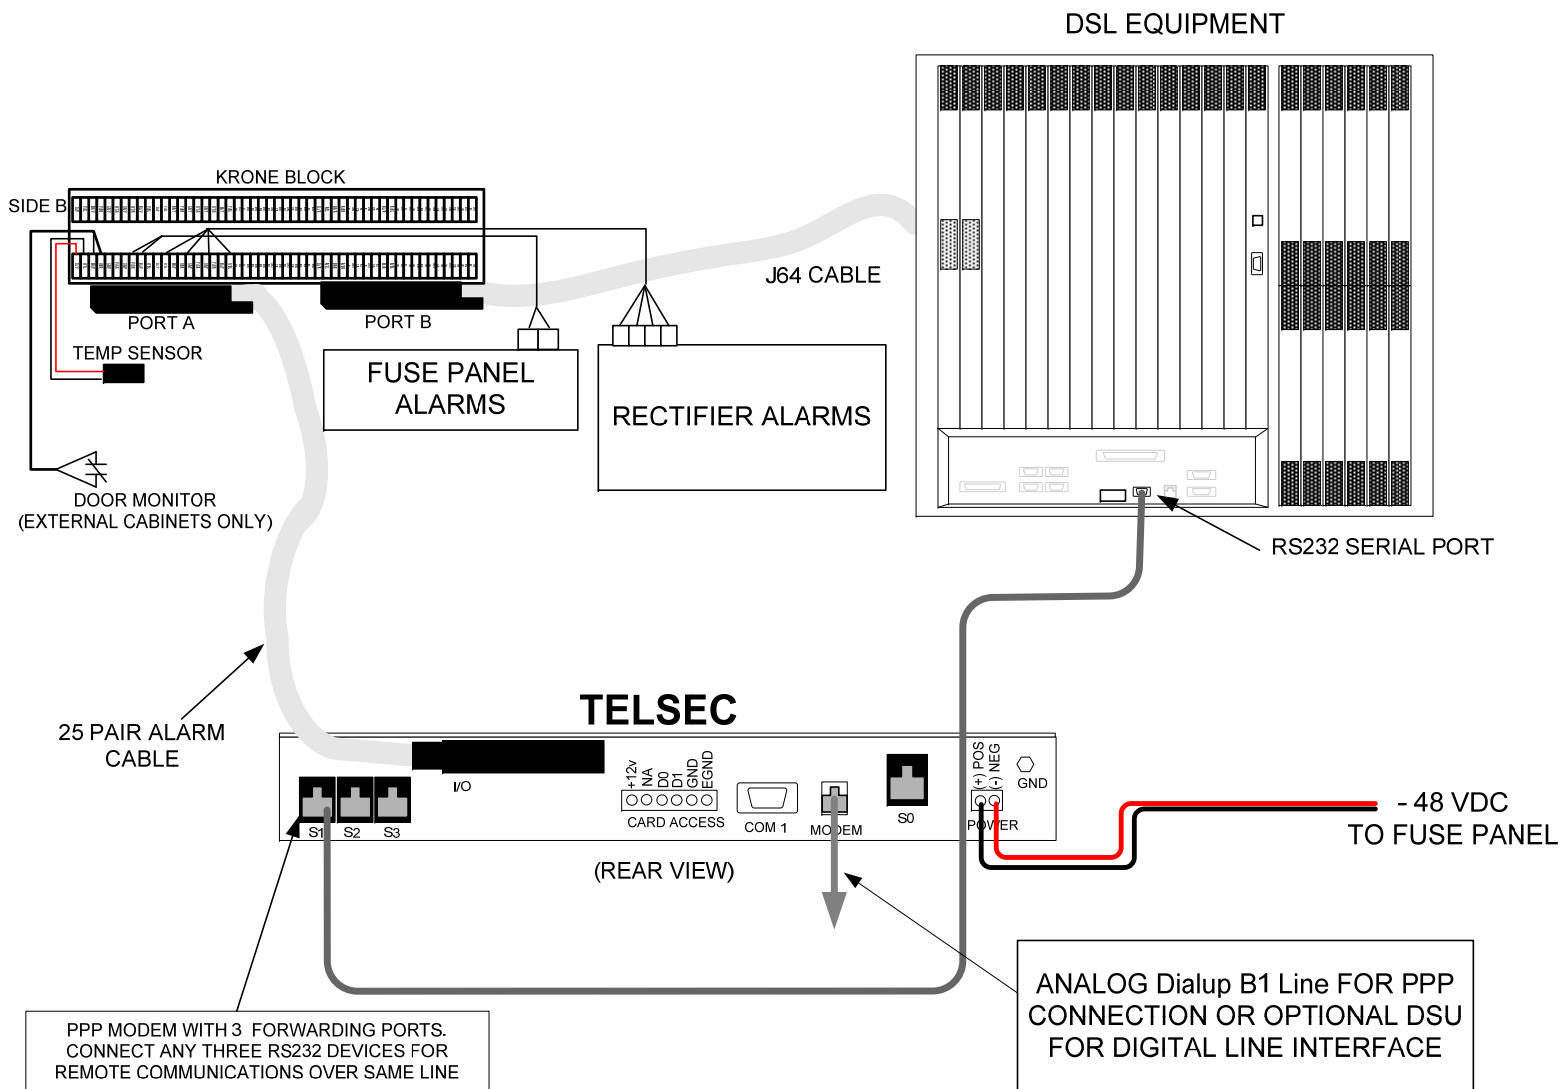 DSL EQUIPMENT
KRONE BLOCK
SIDE B
J64 CABLE
PORT A
PORT B
TEMP SENSOR
FUSE PANEL
ALARMS
RECTIFIER ALARMS
DOOR MONITOR
(EXTERNAL CABINETS ONLY)
RS232 SERIAL PORT
25 PAIR ALARM
CABLE
TELSEC
I/O
+12v
NA
D0
D1
GND
EGND
CARD ACCESS
COM 1
MODEM
S0
(+) POS
(-) NEG
POWER
GND
S1
S2
S3
- 48 VDC
TO FUSE PANEL
(REAR VIEW)
ANALOG Dialup B1 Line FOR PPP
CONNECTION OR OPTIONAL DSU
FOR DIGITAL LINE INTERFACE
PPP MODEM WITH 3 FORWARDING PORTS.
CONNECT ANY THREE RS232 DEVICES FOR
REMOTE COMMUNICATIONS OVER SAME LINE